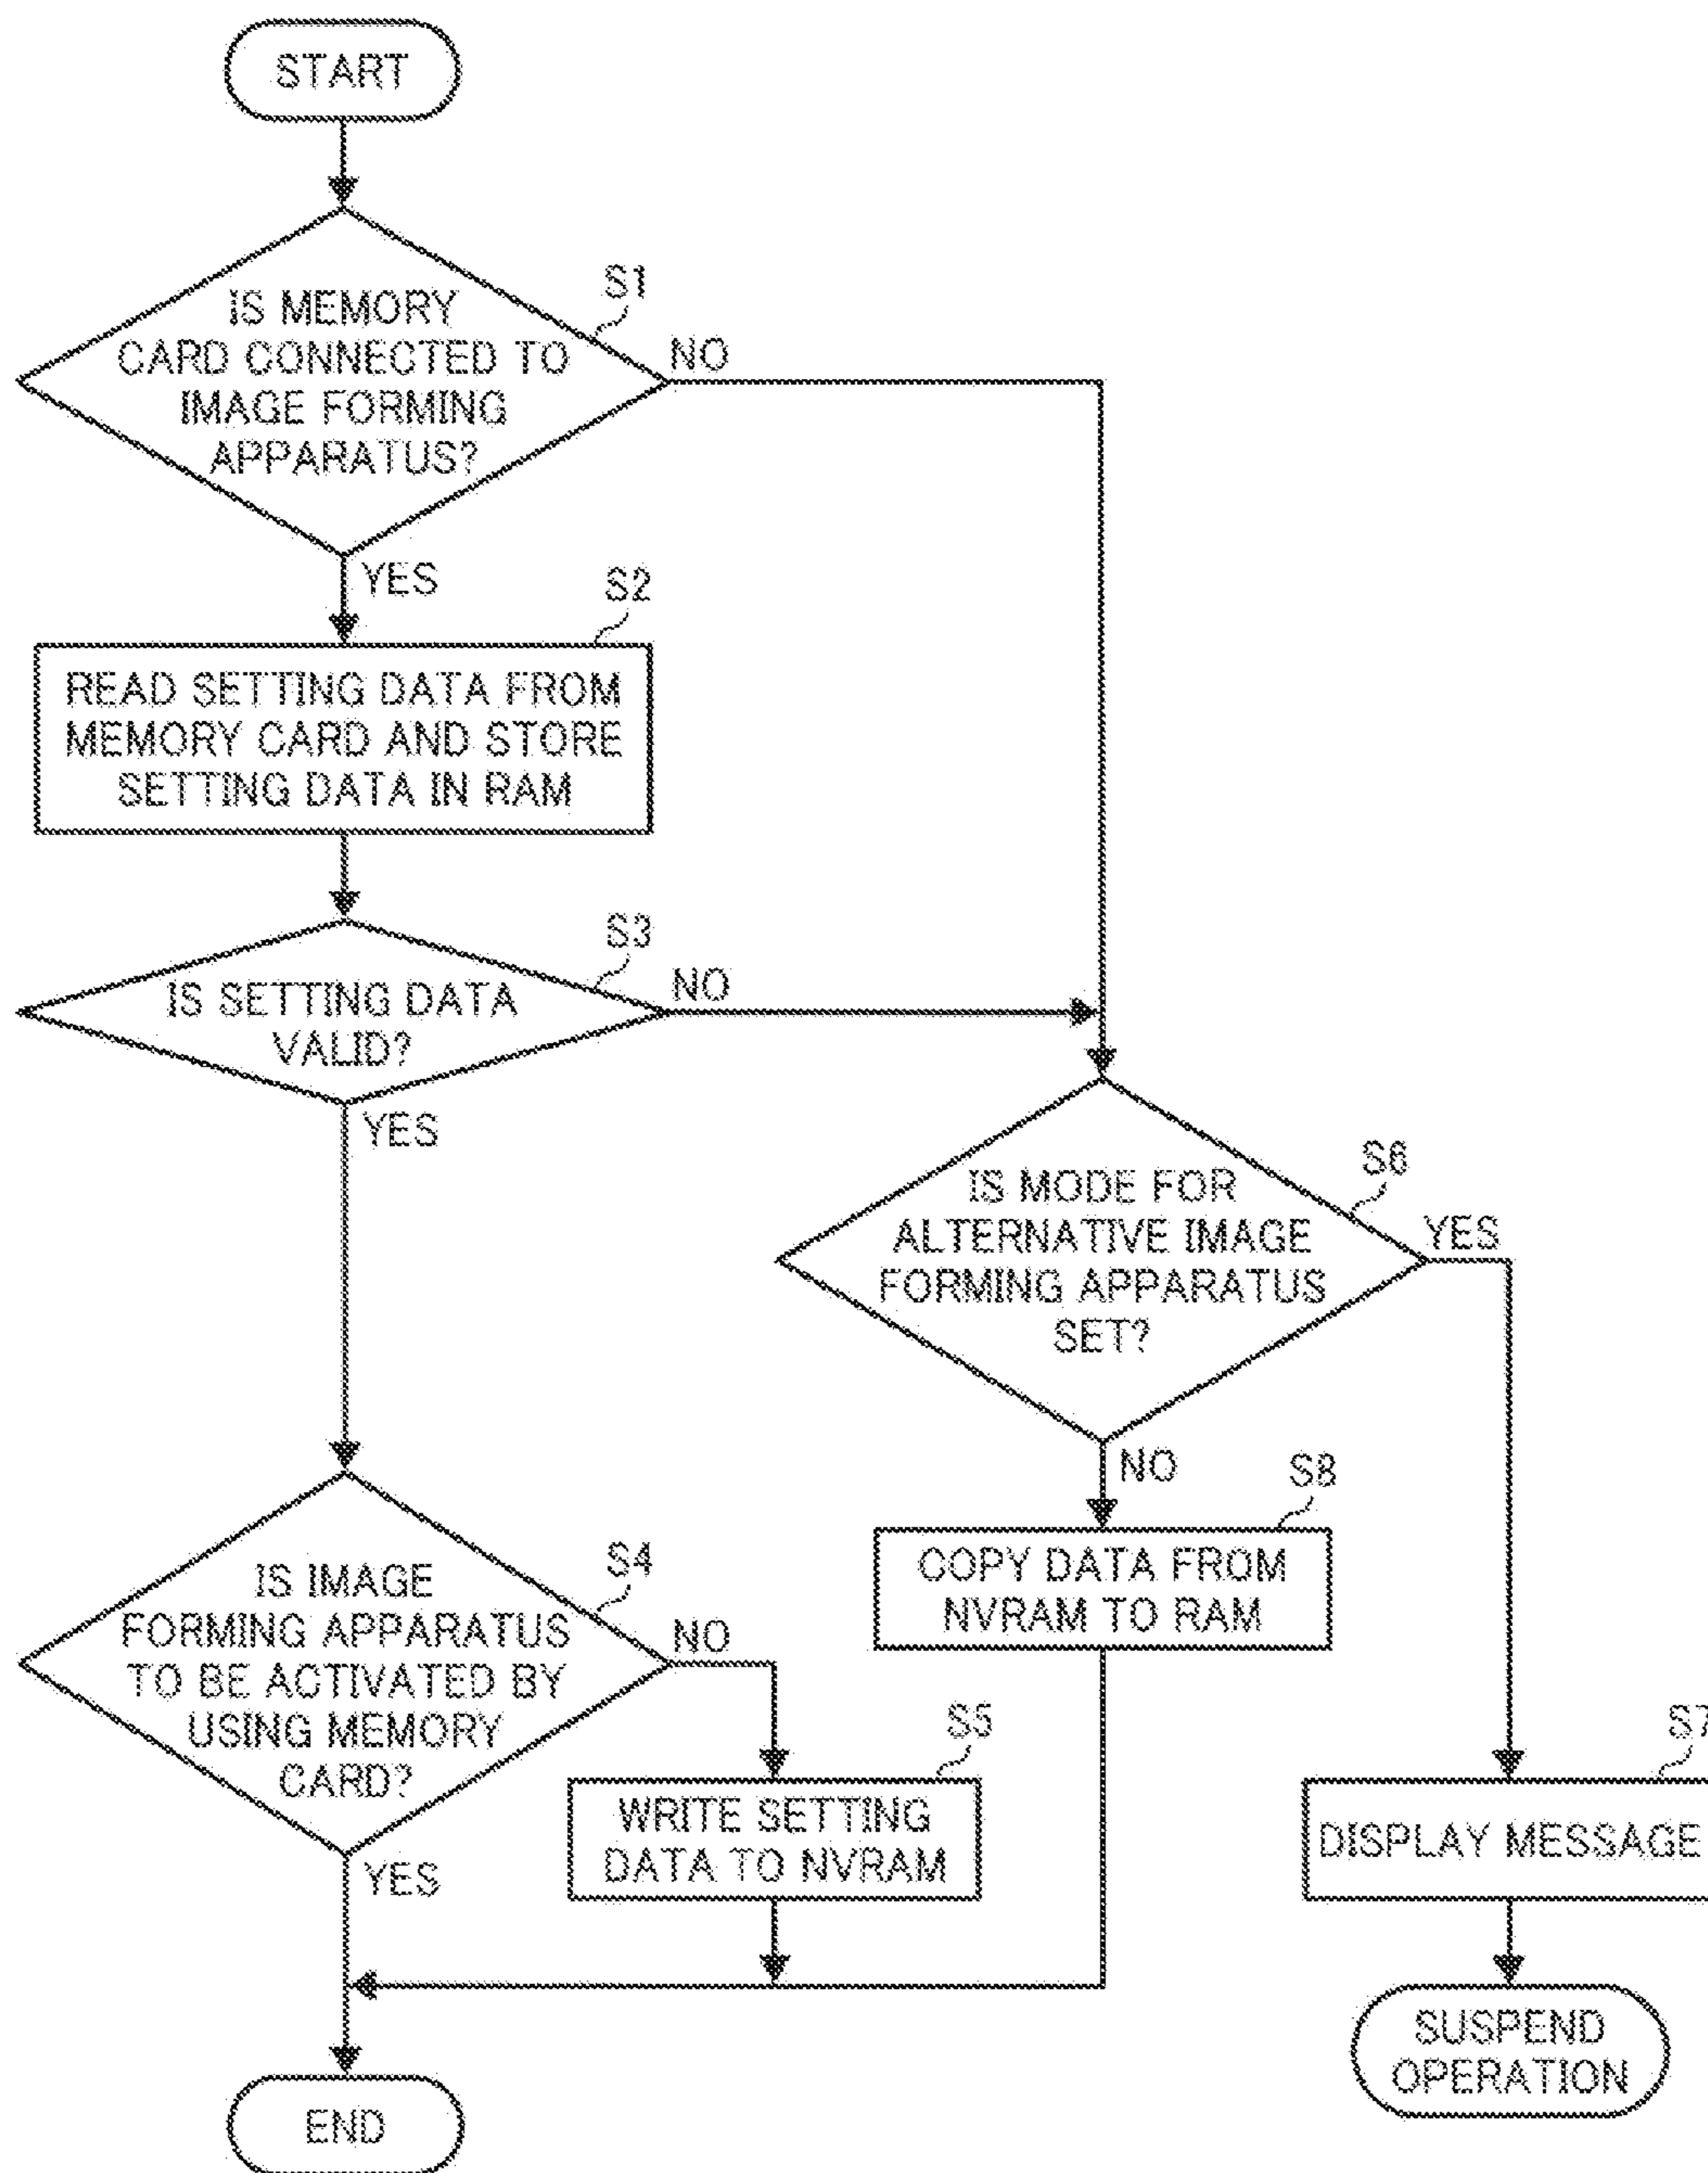 START
S1
IS MEMORY
CARD CONNECTED TO
IMAGE FORMING
APPARATUS?
NO
YES
S2
READ SETTING DATA FROM
MEMORY CARD AND STORE
SETTING DATA IN RAM
S3
IS SETTING DATA
VALID?
NO
YES
S6
IS MODE FOR
ALTERNATIVE IMAGE
FORMING APPARATUS
SET?
YES
NO
S8
COPY DATA FROM
NVRAM TO RAM
S4
IS IMAGE
FORMING APPARATUS
TO BE ACTIVATED BY
USING MEMORY
CARD?
NO
YES
S5
WRITE SETTING
DATA TO NVRAM
S7
DISPLAY MESSAGE
SUSPEND
OPERATION
END